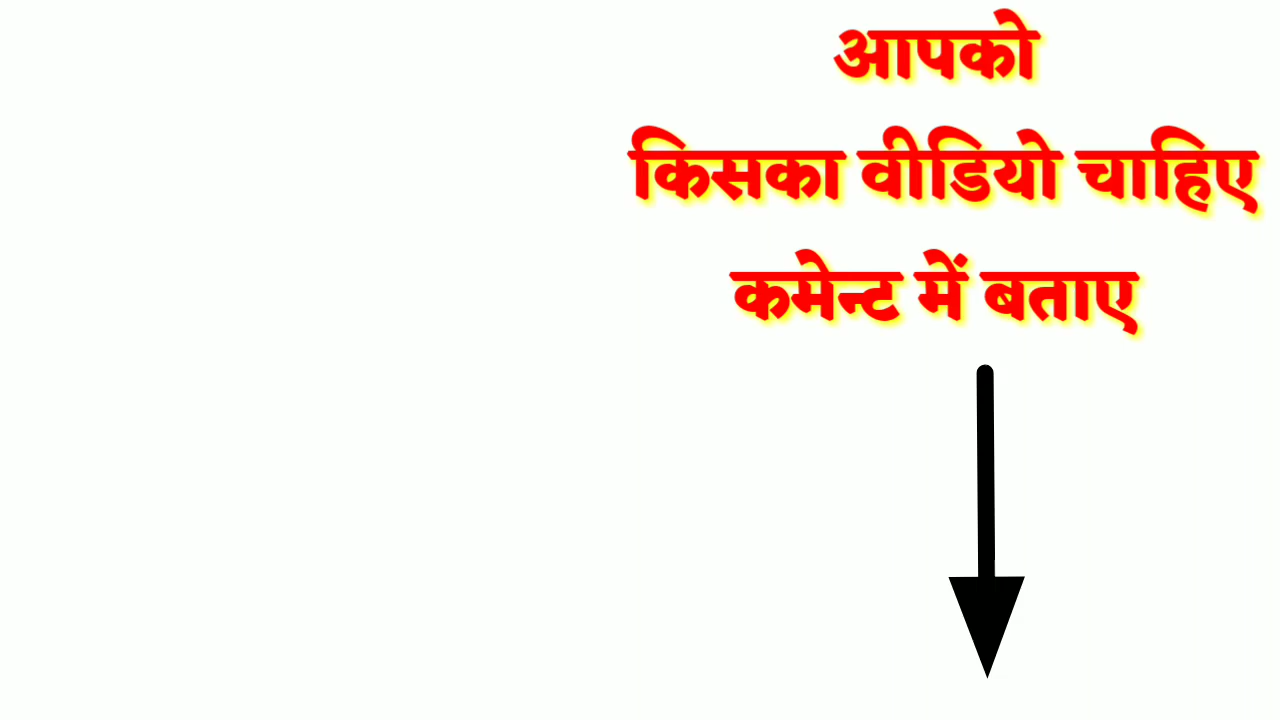 आपको
किसका वीडियो चाहिए
कमेन्ट में बताए